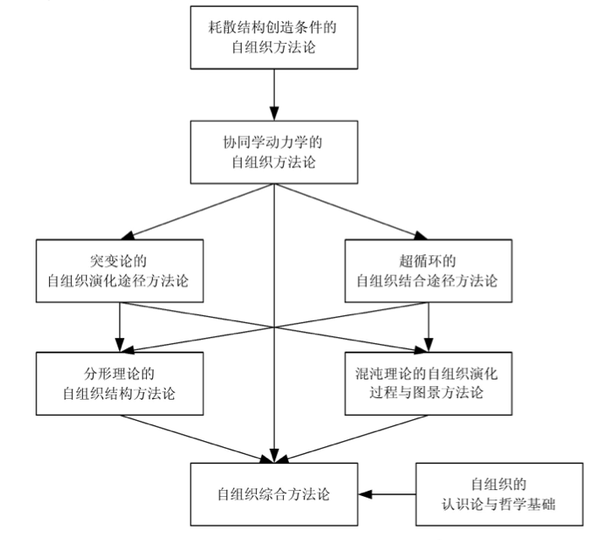 耗散结构创造条件的
自组织方法论
协同学动力学的
自组织方法论
突变论的
自组织演化途径方法论
超循环的
自组织结合途径方法论
分形理论的
自组织结构方法论
混沌理论的自组织演化
过程与图景方法论
自组织综合方法论
自组织的
认识论与哲学基础